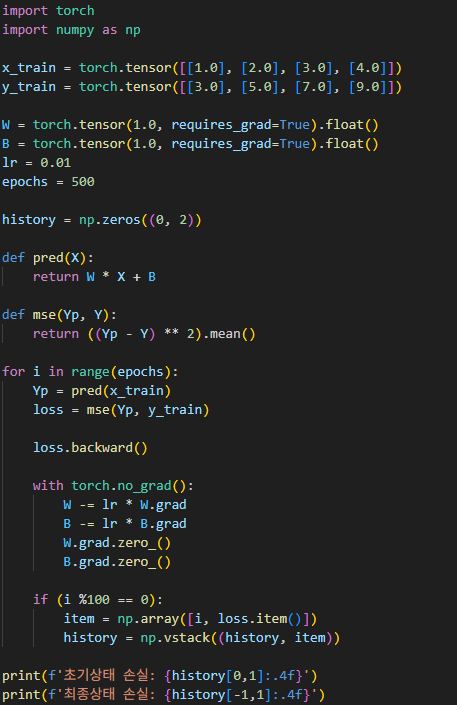 import torch
import numpy as np

x_train = torch.tensor([[1.0], [2.0], [3.0], [4.0]])
y_train = torch.tensor([[3.0], [5.0], [7.0], [9.0]])

W = torch.tensor(1.0, requires_grad=True).float()
B = torch.tensor(1.0, requires_grad=True).float()
lr = 0.01
epochs = 500

history = np.zeros((0, 2))

def pred(X):
    return W * X + B

def mse(Yp, Y):
    return ((Yp - Y) ** 2).mean()

for i in range(epochs):
    Yp = pred(x_train)
    loss = mse(Yp, y_train)

    loss.backward()

    with torch.no_grad():
        W -= lr * W.grad
        B -= lr * B.grad
        W.grad.zero_()
        B.grad.zero_()

    if (i %100 == 0):
        item = np.array([i, loss.item()])
        history = np.vstack((history, item))

print(f'초기상태 손실: {history[0,1]:.4f}')
print(f'최종상태 손실: {history[-1,1]:.4f}')